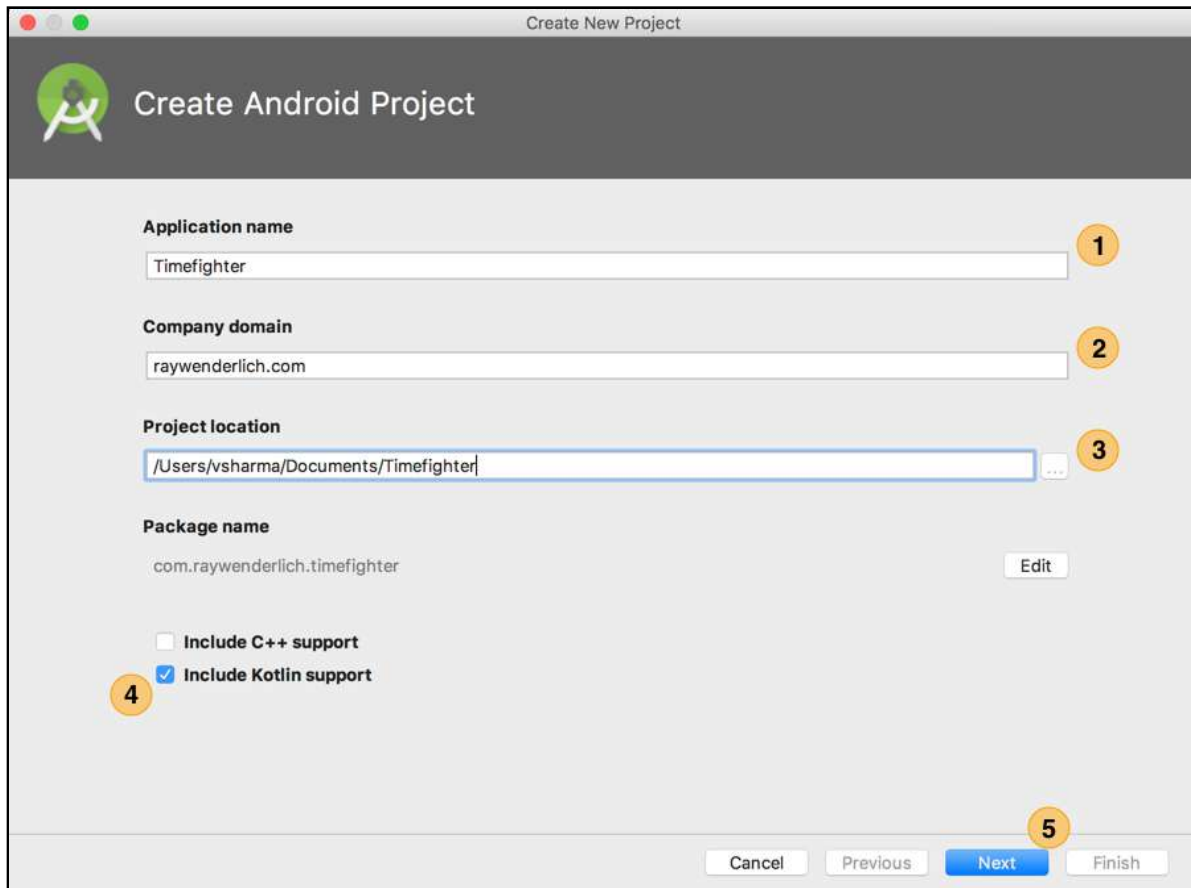 Create New Project
Create Android Project
Application name
1
Timefighter
Company domain
2
raywenderlich.com
Project location
3
/Users/vsharma/Documents/Timefighter
...
Package name
com.raywenderlich.timefighter
Edit
Include C++ support
Include Kotlin support
4
5
Cancel
Previous
Next
Finish